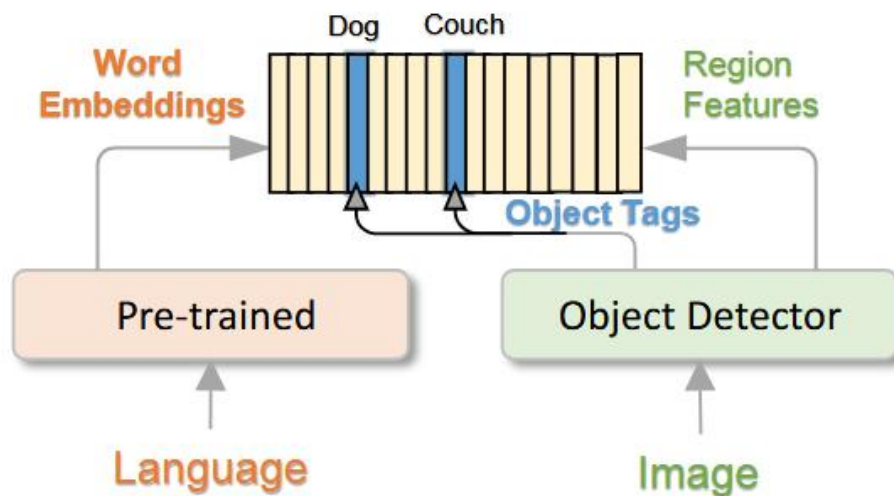 Dog
Couch
Word
Embeddings
Region
Features
Object Tags
Pre-trained
Object Detector
Language
Image